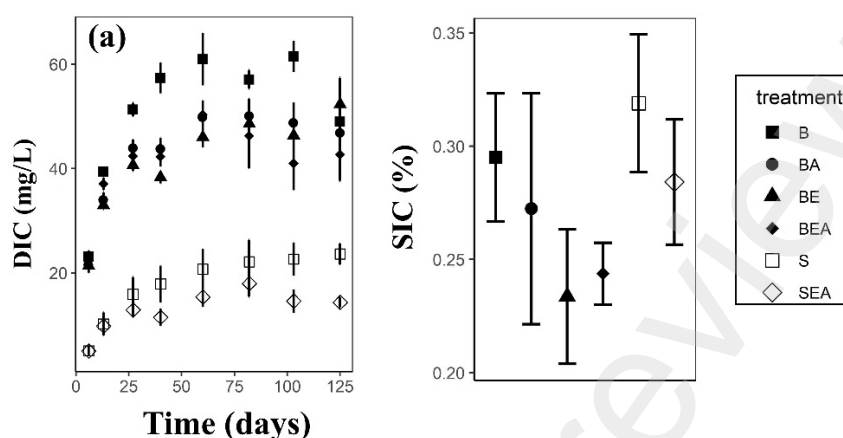 (a)
DIC (mg/L)
60
40
20
0
25
50
75
100
125
Time (days)
SIC (%)
0.35
0.30
0.25
0.20
treatment
B
BA
BE
BEA
S
SEA
review